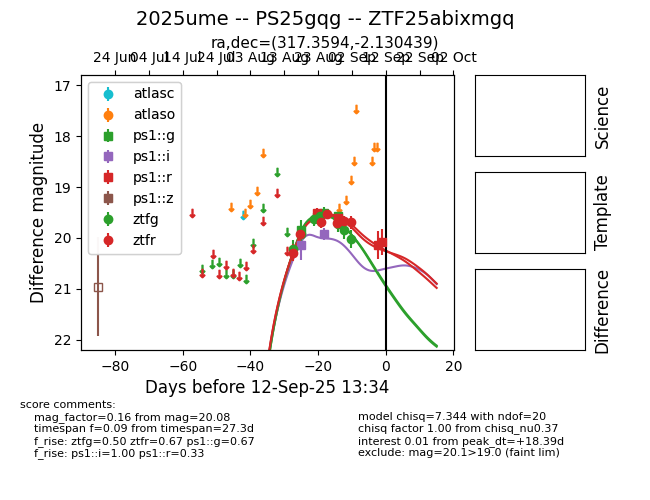 2025ume -- PS25gqg -- ZTF25abixmgq
ra,dec=(317.3594,-2.130439)
24 Jun 04 Jul 14 Jul 24 Jul 03 Aug 13 Aug 23 Aug 02 Sep 12 Sep 22 Sep 02 Oct
17
18
19
20
21
22
Difference magnitude
atlasc
atlaso
ps1::g
ps1::i
ps1::r
ps1::z
ztfg
ztfr
−80 −60 −40 −20 0 20
Days before 12-Sep-25 13:34
Science
Template
Difference
score comments:
mag_factor=0.16 from mag=20.08
timespan f=0.09 from timespan=27.3d
f_rise: ztfg=0.50 ztfr=0.67 ps1::g=0.67
f_rise: ps1::i=1.00 ps1::r=0.33
model chisq=7.344 with ndof=20
chisq factor 1.00 from chisq_nu0.37
interest 0.01 from peak_dt=+18.39d
exclude: mag=20.1>19.0 (faint lim)